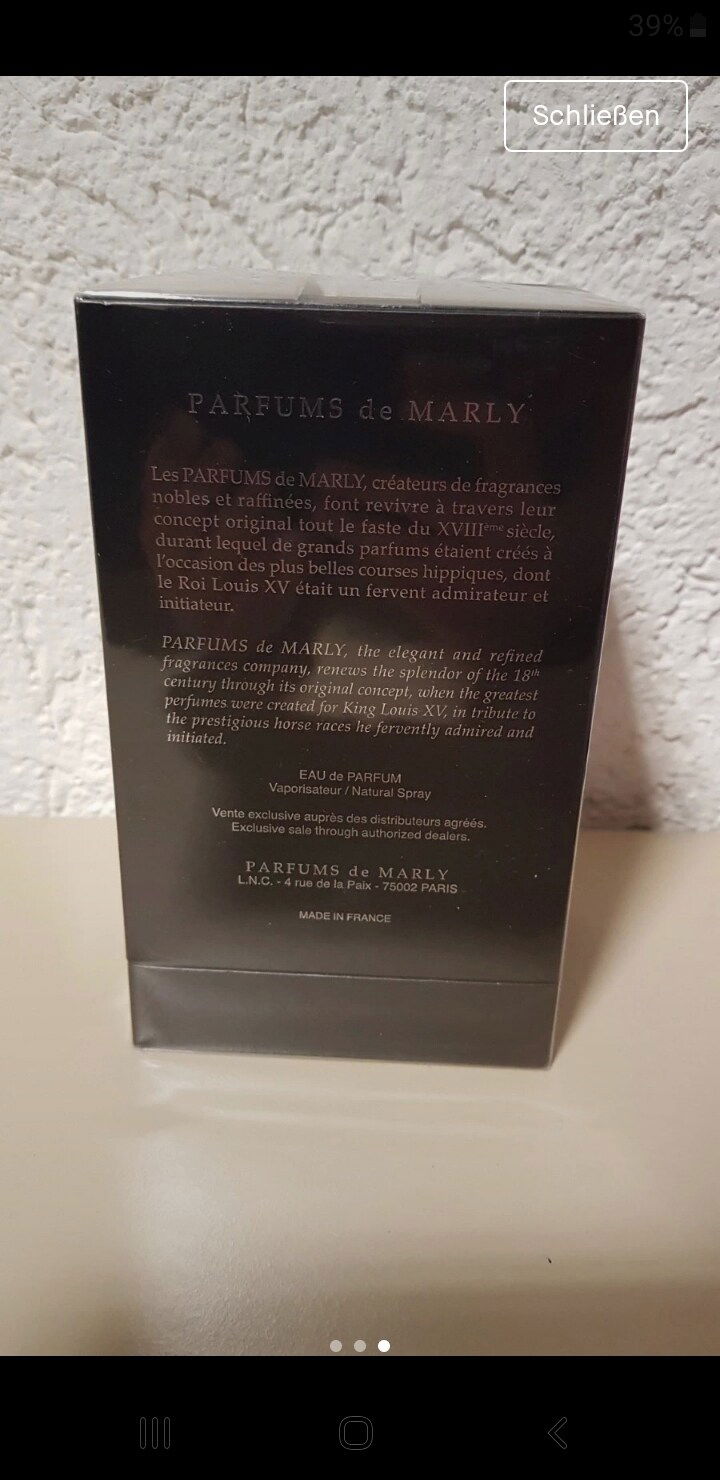 39%
Schließen
PARFUMS de MARLY
Les PARFUMS de MARLY, créateurs de fragrances
nobles et raffinées, font revivre à travers leur
concept original tout le faste du XVIIIeme siècle,
durant lequel de grands parfums étaient créés à
l'occasion des plus belles courses hippiques, dont
le Roi Louis XV était un fervent admirateur et
initiateur.
PARFUMS de MARLY, the elegant and refined
fragrances company, renews the splendor of the 18th
century through its original concept, when the greatest
perfumes were created for King Louis XV, in tribute to
the prestigious horse races he fervently admired and
initiated.
EAU de PARFUM
Vaporisateur / Natural Spray
Vente exclusive auprès des distributeurs agréés.
Exclusive sale through authorized dealers.
PARFUMS de MARLY
L.N.C. - 4 rue de la Paix - 75002 PARIS
MADE IN FRANCE